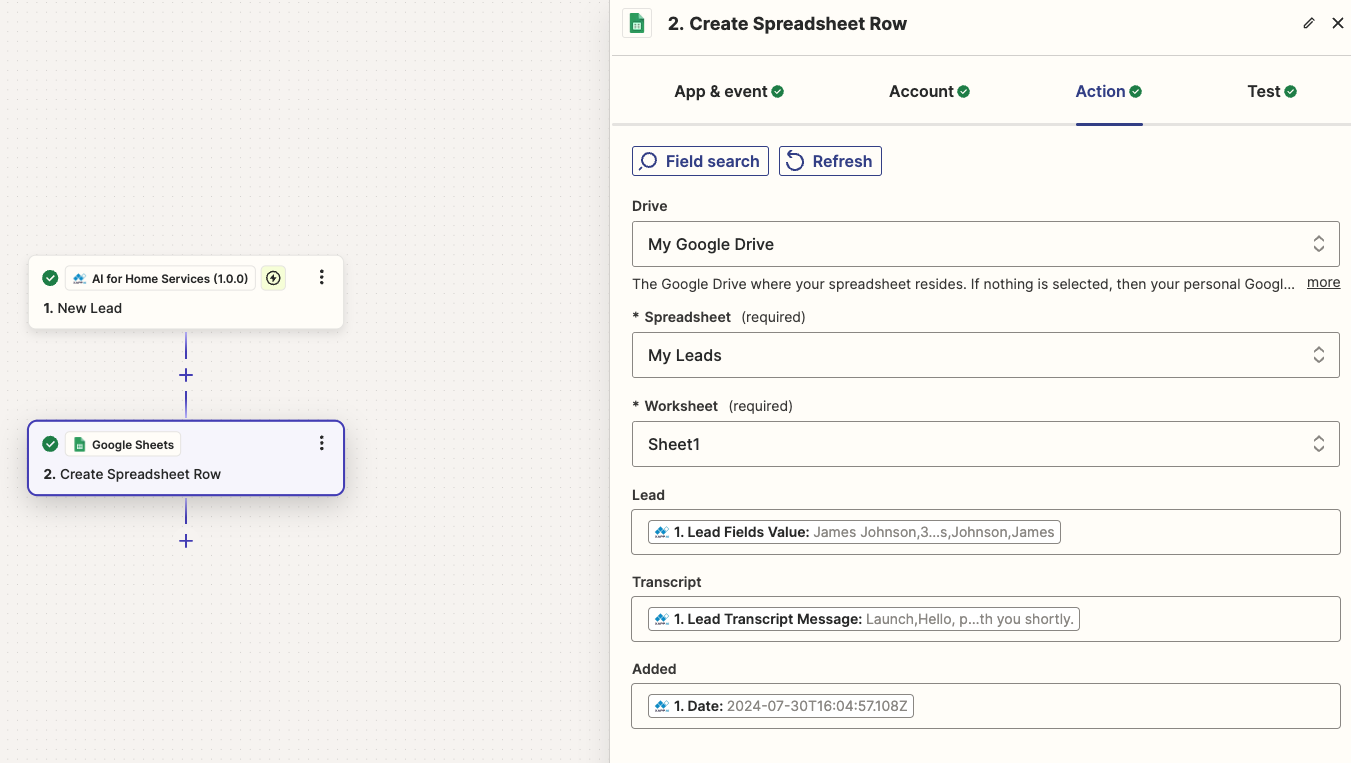 AI for Home Services (1.0.0)
1. New Lead
Google Sheets
2. Create Spreadsheet Row
2. Create Spreadsheet Row
App & event
Account
Action
Test
Field search
Refresh
Drive
My Google Drive
The Google Drive where your spreadsheet resides. If nothing is selected, then your personal Googl... more
* Spreadsheet (required)
My Leads
* Worksheet (required)
Sheet1
Lead
1. Lead Fields Value: James Johnson,3...s,Johnson,James
Transcript
1. Lead Transcript Message: Launch,Hello, p...th you shortly.
Added
1. Date: 2024-07-30T16:04:57.108Z